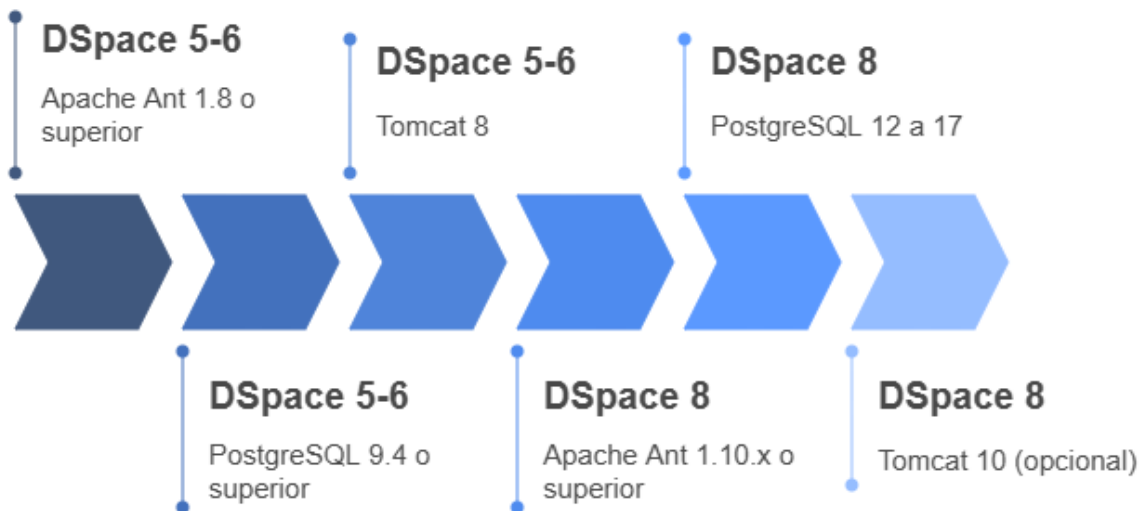 DSpace 5-6
Apache Ant 1.8 o
superior
DSpace 5-6
PostgreSQL 9.4 o
superior
DSpace 5-6
Tomcat 8
DSpace 8
Apache Ant 1.10.x o
superior
DSpace 8
PostgreSQL 12 a 17
DSpace 8
Tomcat 10 (opcional)